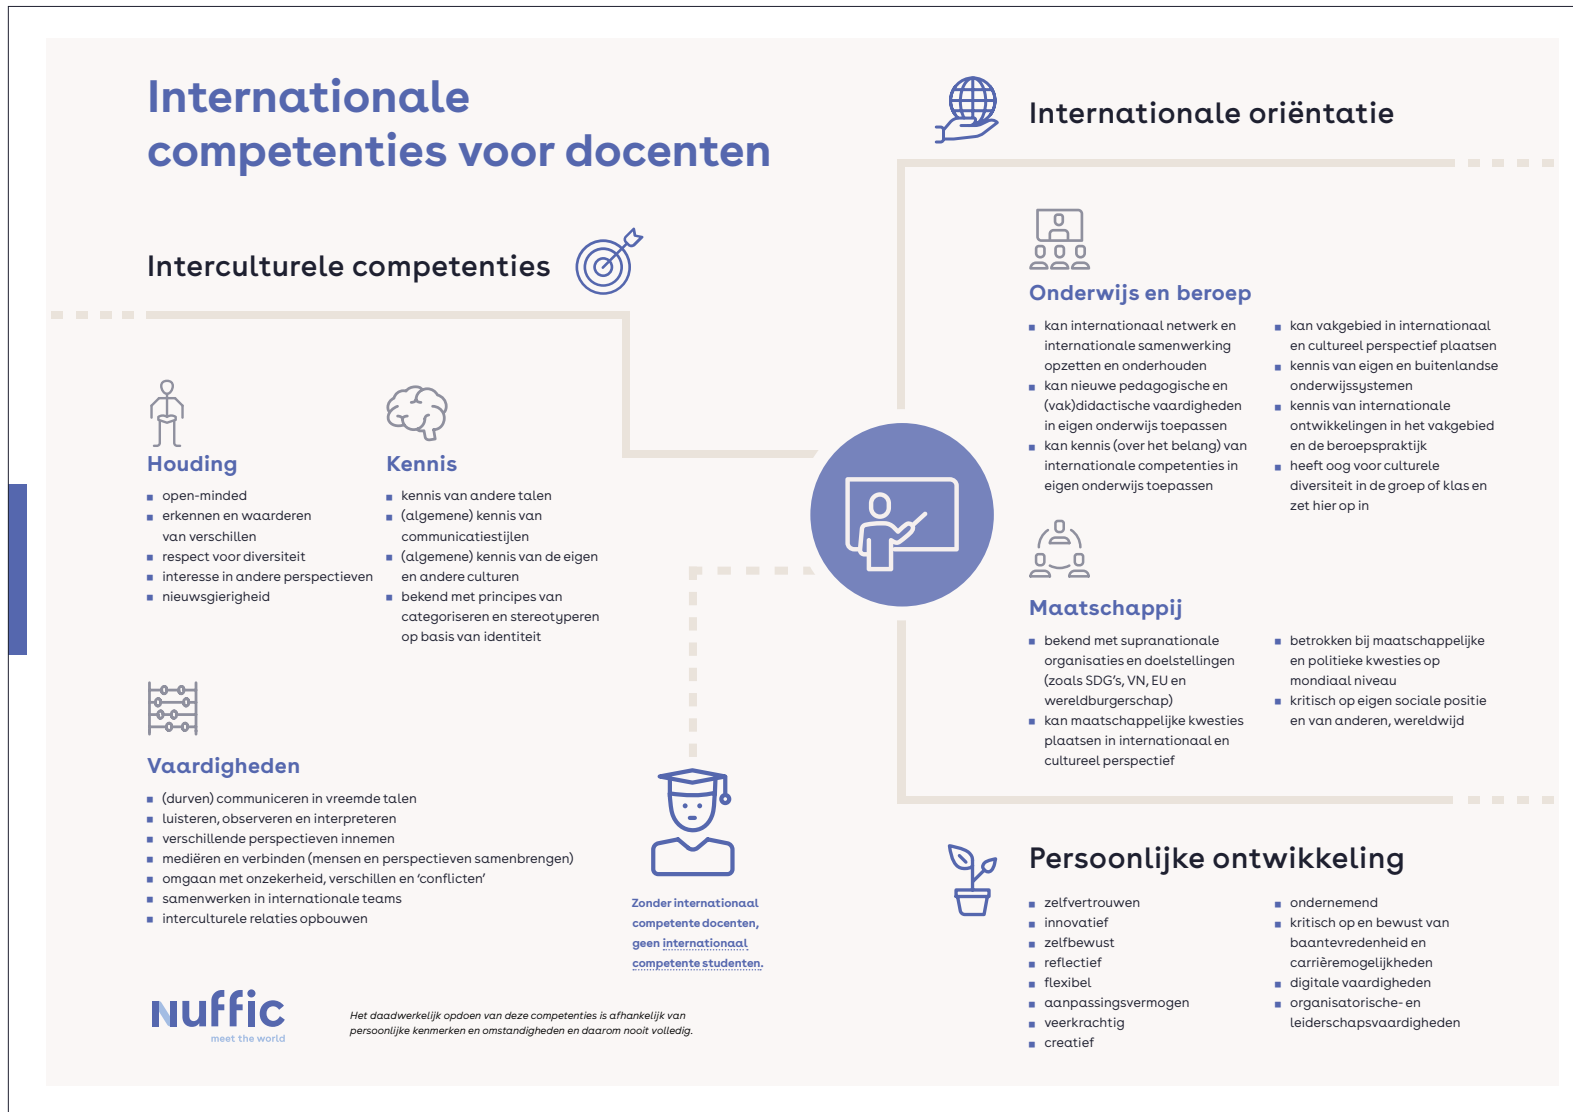 Internationale
competenties voor docenten
Interculturele competenties
Houding
open-minded
erkennen en waarderen
van verschillen
respect voor diversiteit
interesse in andere perspectieven
nieuwsgierigheid
Kennis
kennis van andere talen
(algemene) kennis van
communicatiestijlen
(algemene) kennis van de eigen
en andere culturen
bekend met principes van
categoriseren en stereotyperen
op basis van identiteit
Vaardigheden
(durven) communiceren in vreemde talen
luisteren, observeren en interpreteren
verschillende perspectieven innemen
mediëren en verbinden (mensen en perspectieven samenbrengen)
omgaan met onzekerheid, verschillen en ‘conflicten’
samenwerken in internationale teams
interculturele relaties opbouwen
Zonder internationaal
competente docenten,
geen internationaal
competente studenten.
Nuffic
meet the world
Het daadwerkelijk opdoen van deze competenties is afhankelijk van
persoonlijke kenmerken en omstandigheden en daarom nooit volledig.
Internationale oriëntatie
Onderwijs en beroep
kan internationaal netwerk en
internationale samenwerking
opzetten en onderhouden
kan nieuwe pedagogische en
(vak)didactische vaardigheden
in eigen onderwijs toepassen
kan kennis (over het belang) van
internationale competenties in
eigen onderwijs toepassen
kan vakgebied in internationaal
en cultureel perspectief plaatsen
kennis van eigen en buitenlandse
onderwijssystemen
kennis van internationale
ontwikkelingen in het vakgebied
en de beroepspraktijk
heeft oog voor culturele
diversiteit in de groep of klas en
zet hier op in
Maatschappij
bekend met supranationale
organisaties en doelstellingen
(zoals SDG’s, VN, EU en
wereldburgerschap)
kan maatschappelijke kwesties
plaatsen in internationaal en
cultureel perspectief
betrokken bij maatschappelijke
en politieke kwesties op
mondiaal niveau
kritisch op eigen sociale positie
en van anderen, wereldwijd
Persoonlijke ontwikkeling
zelfvertrouwen
innovatief
zelfbewust
reflectief
flexibel
aanpassingsvermogen
veerkrachtig
creatief
ondernemend
kritisch op en bewust van
baantevredenheid en
carrièremogelijkheden
digitale vaardigheden
organisatorische- en
leiderschapsvaardigheden